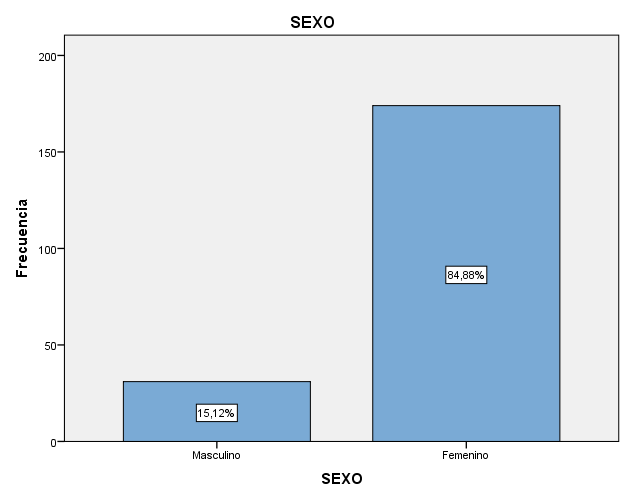 SEXO
Frecuencia
200
150
100
50
0
15,12%
84,88%
Masculino
Femenino
SEXO